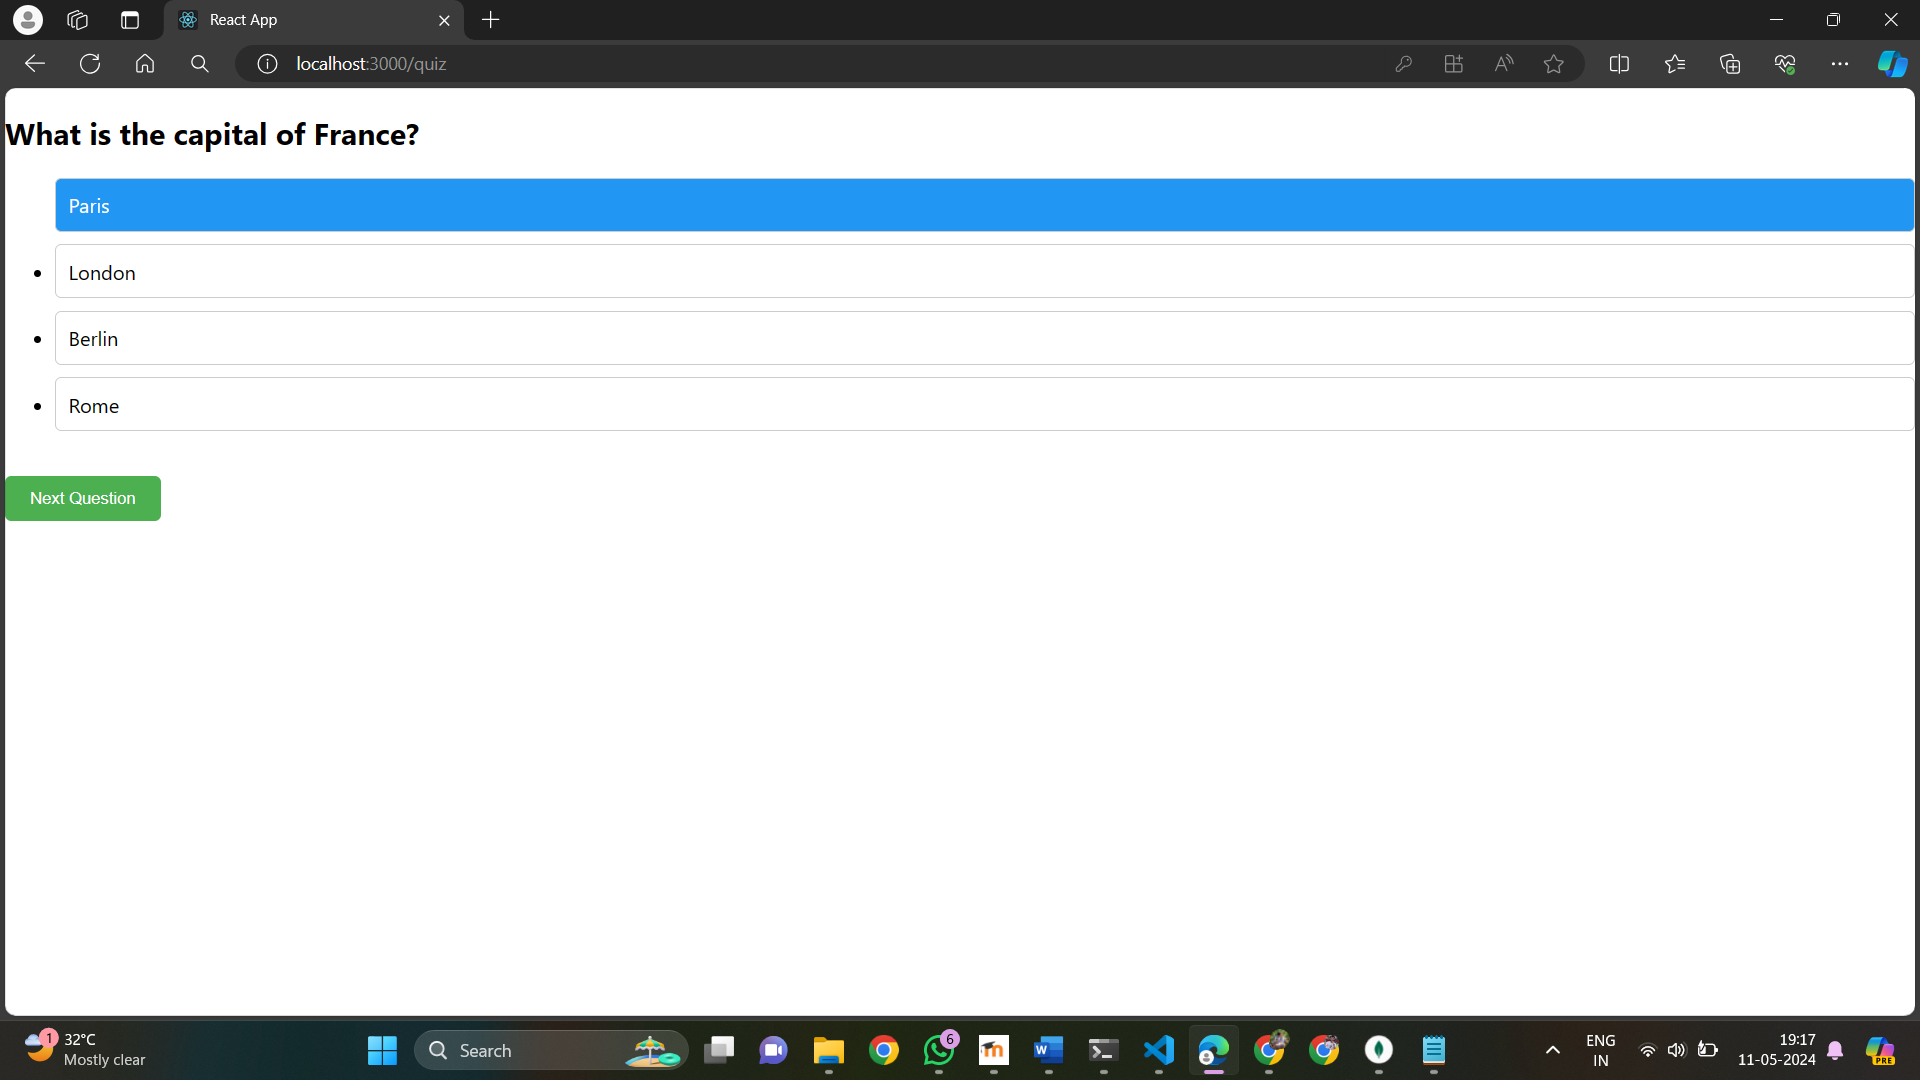 React App
localhost:3000/quiz
What is the capital of France?
Paris
London
Berlin
Rome
Next Question
1
32°C
Mostly clear
Search
6
ENG
IN
19:17
11-05-2024
PRE